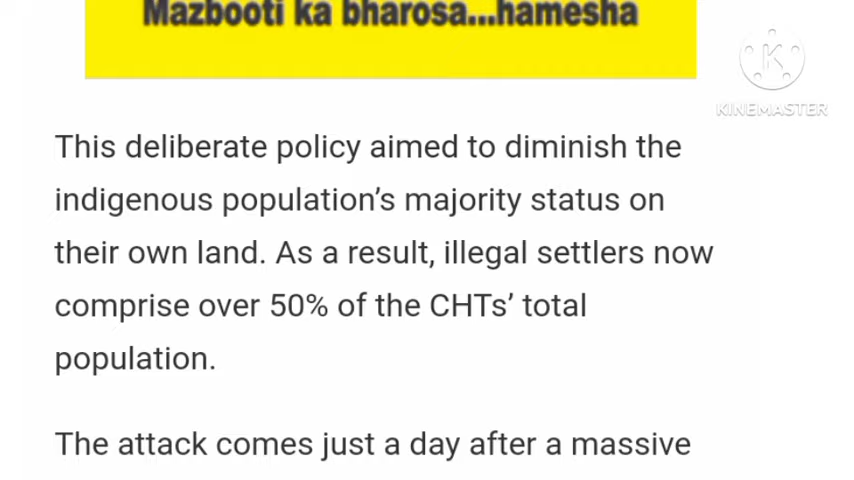 Mazbooti ka bharosa...hamesha
KINEMASTER
This deliberate policy aimed to diminish the
indigenous population’s majority status on
their own land. As a result, illegal settlers now
comprise over 50% of the CHTs’ total
population.
The attack comes just a day after a massive